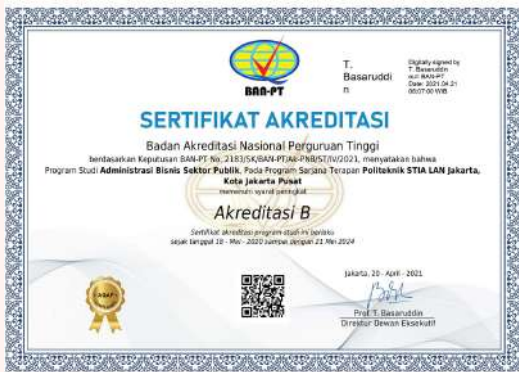 BAN-PT
T.
Basaruddi
n
Digitally signed by
T. Basaruddin
Date: 2021.04.21
SERTIFIKAT AKREDITASI
Badan Akreditasi Nasional Perguruan Tinggi
berdasarkan Keputusan BAN-PT No. 2183/SK/BAN-PT/Ak-PNB/ST/IV/2021, menyatakan bahwa
Program Studi Administrasi Bisnis Sektor Publik, Pada Program Sarjana Terapan Politeknik STIA LAN Jakarta,
Kota Jakarta Pusat
memenuhi syarat peringkat
Akreditasi B
Sertifikat akreditasi program studi ini berlaku
sejak tanggal 18 - Mei - 2020 sampai dengan 21 Mei 2024
Jakarta, 20 - April - 2021
Prof. T. Basaruddin
Direktur Dewan Eksekutif